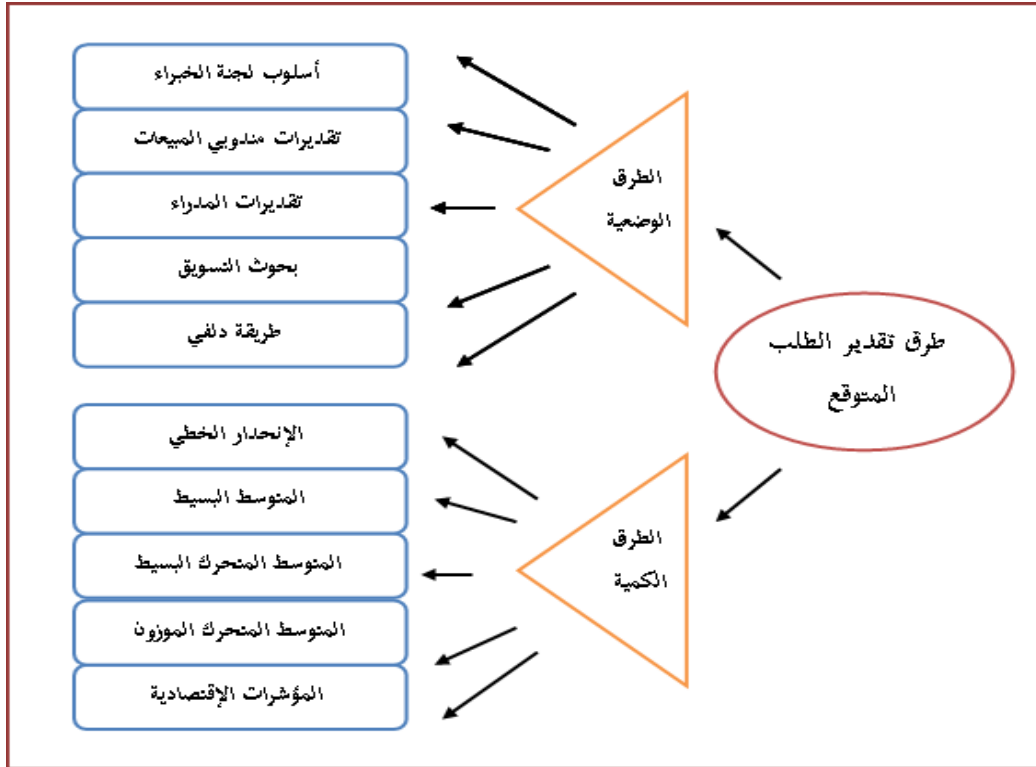 طرق تقدير الطلب
المتوقع
الطرق
الوضعية
أسلوب لجنة الخبراء
تقديرات مندوبي المبيعات
تقديرات المدراء
بحوث التسويق
طريقة دلفي
الطرق
الكمية
الإنحدار الخطي
المتوسط البسيط
المتوسط المتحرك البسيط
المتوسط المتحرك الموزون
المؤشرات الإقتصادية